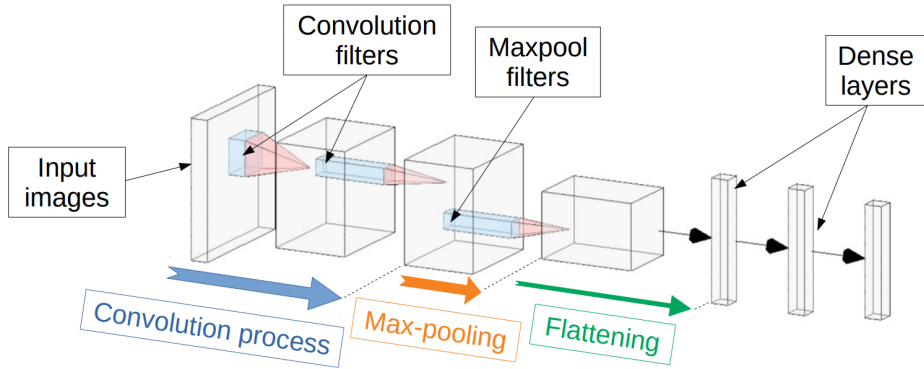 Convolution
filters
Maxpool
filters
Dense
layers
Input
images
Convolution process
Max-pooling
Flattening